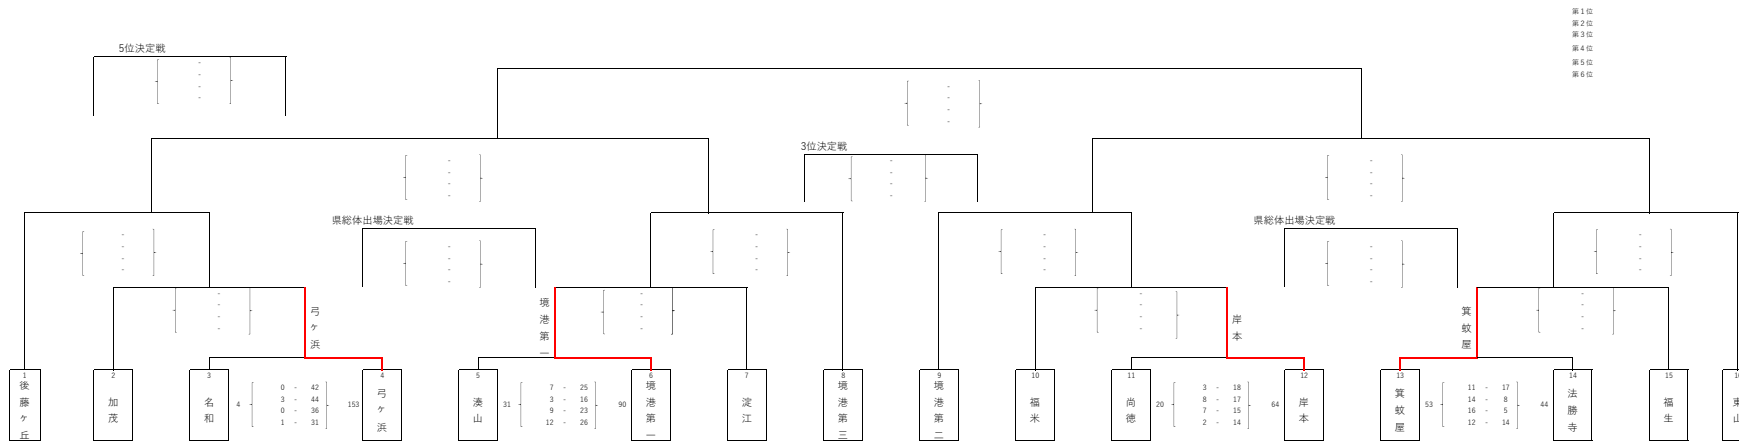 第1位
第2位
第3位
第4位
第5位
第6位
5位決定戦
3位決定戦
県総体出場決定戦
県総体出場決定戦
弓ヶ浜
境港第一
岸本
箕蚊屋
1 後藤ヶ丘
2 加茂
3 名和
4 0 - 42 153
3 - 44
0 - 36
1 - 31
4 弓ヶ浜
5 湊山
31 7 - 25 90
3 - 16
9 - 23
12 - 26
6 境港第一
7 淀江
8 境港第三
9 境港第二
10 福米
11 尚徳
20 3 - 18 64
8 - 17
7 - 15
2 - 14
12 岸本
13 箕蚊屋
53 11 - 17 44
14 - 8
16 - 5
12 - 14
14 法勝寺
15 福生
東山